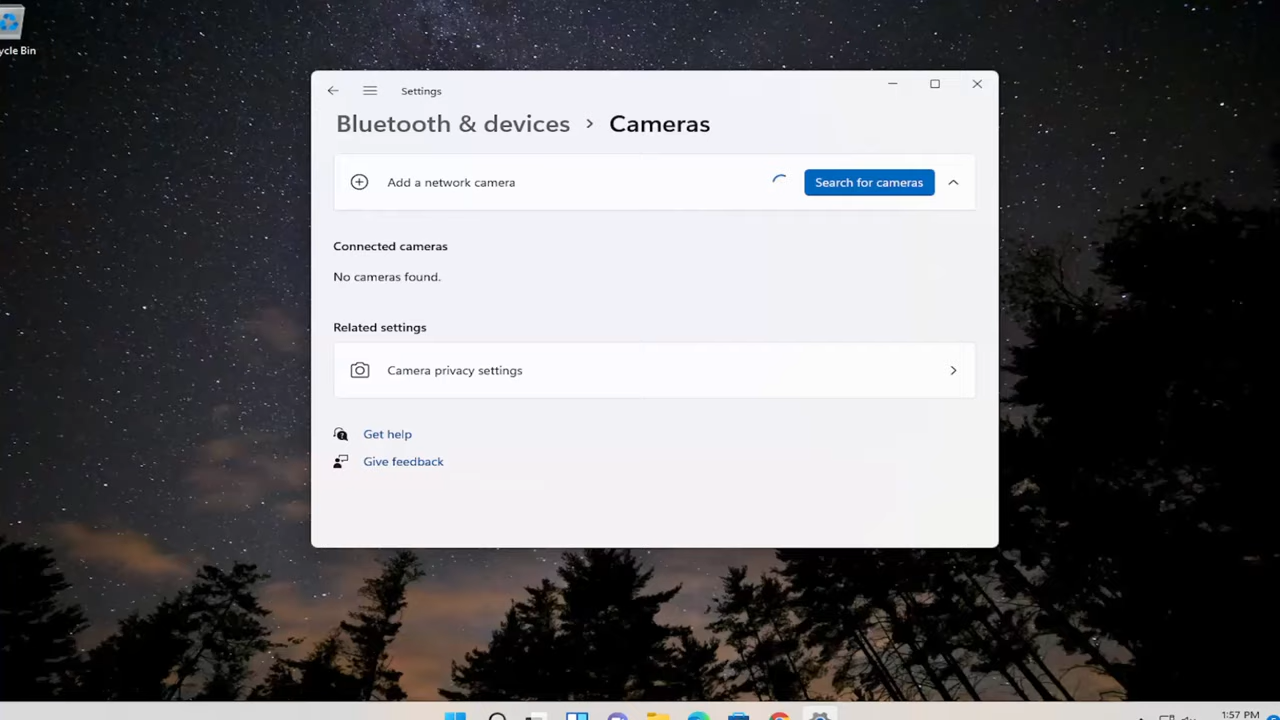 ycle Bin
Settings
Bluetooth & devices > Cameras
Add a network camera
Search for cameras
Connected cameras
No cameras found.
Related settings
Camera privacy settings
Get help
Give feedback
1:57 PM